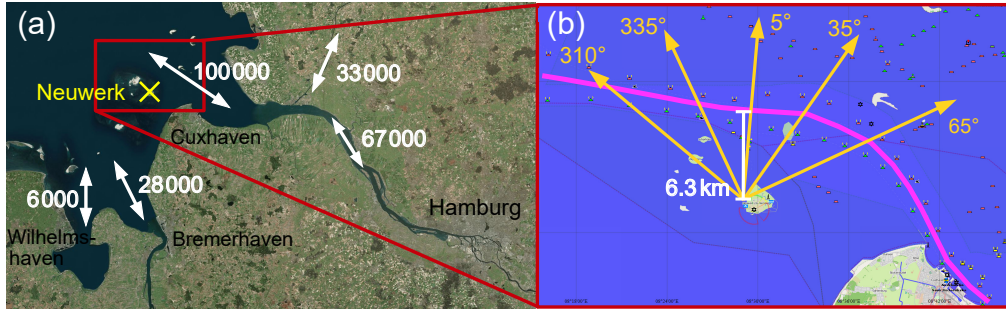 (a)
100000
33000
Neuwerk
Cuxhaven
67000
6000
28000
Hamburg
Wilhelms-
haven
Bremerhaven
(b)
335°
5°
35°
310°
65°
6.3 km